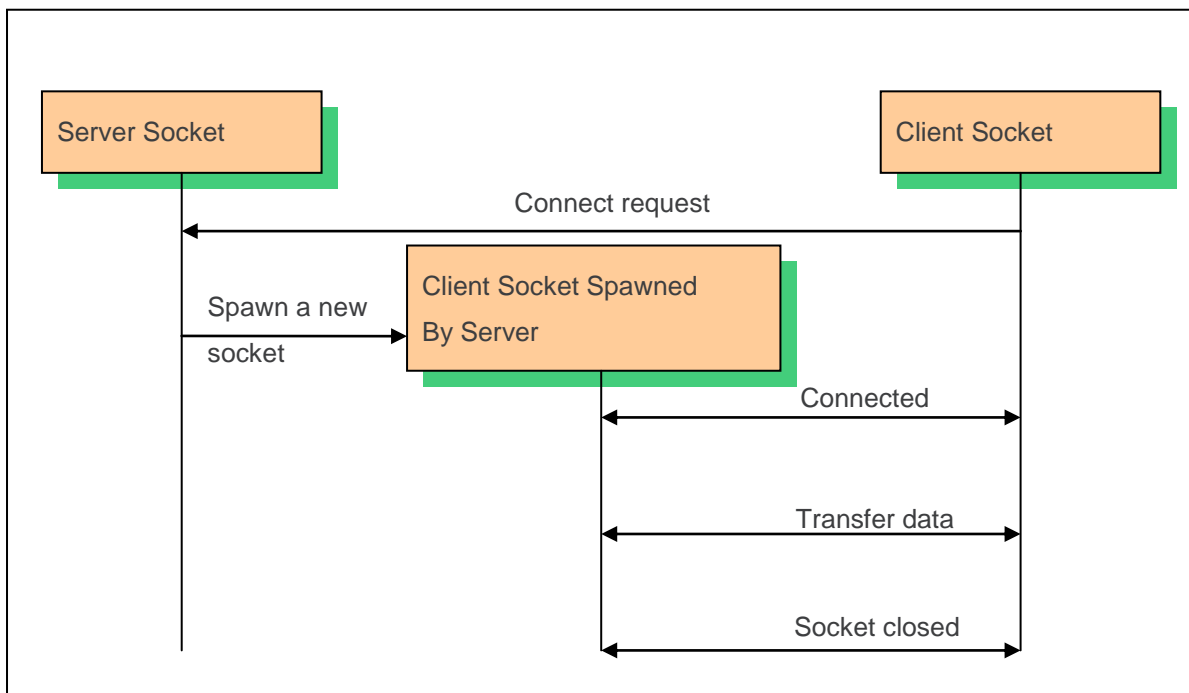 Server Socket
Client Socket
Connect request
Client Socket Spawned
By Server
Spawn a new
socket
Connected
Transfer data
Socket closed